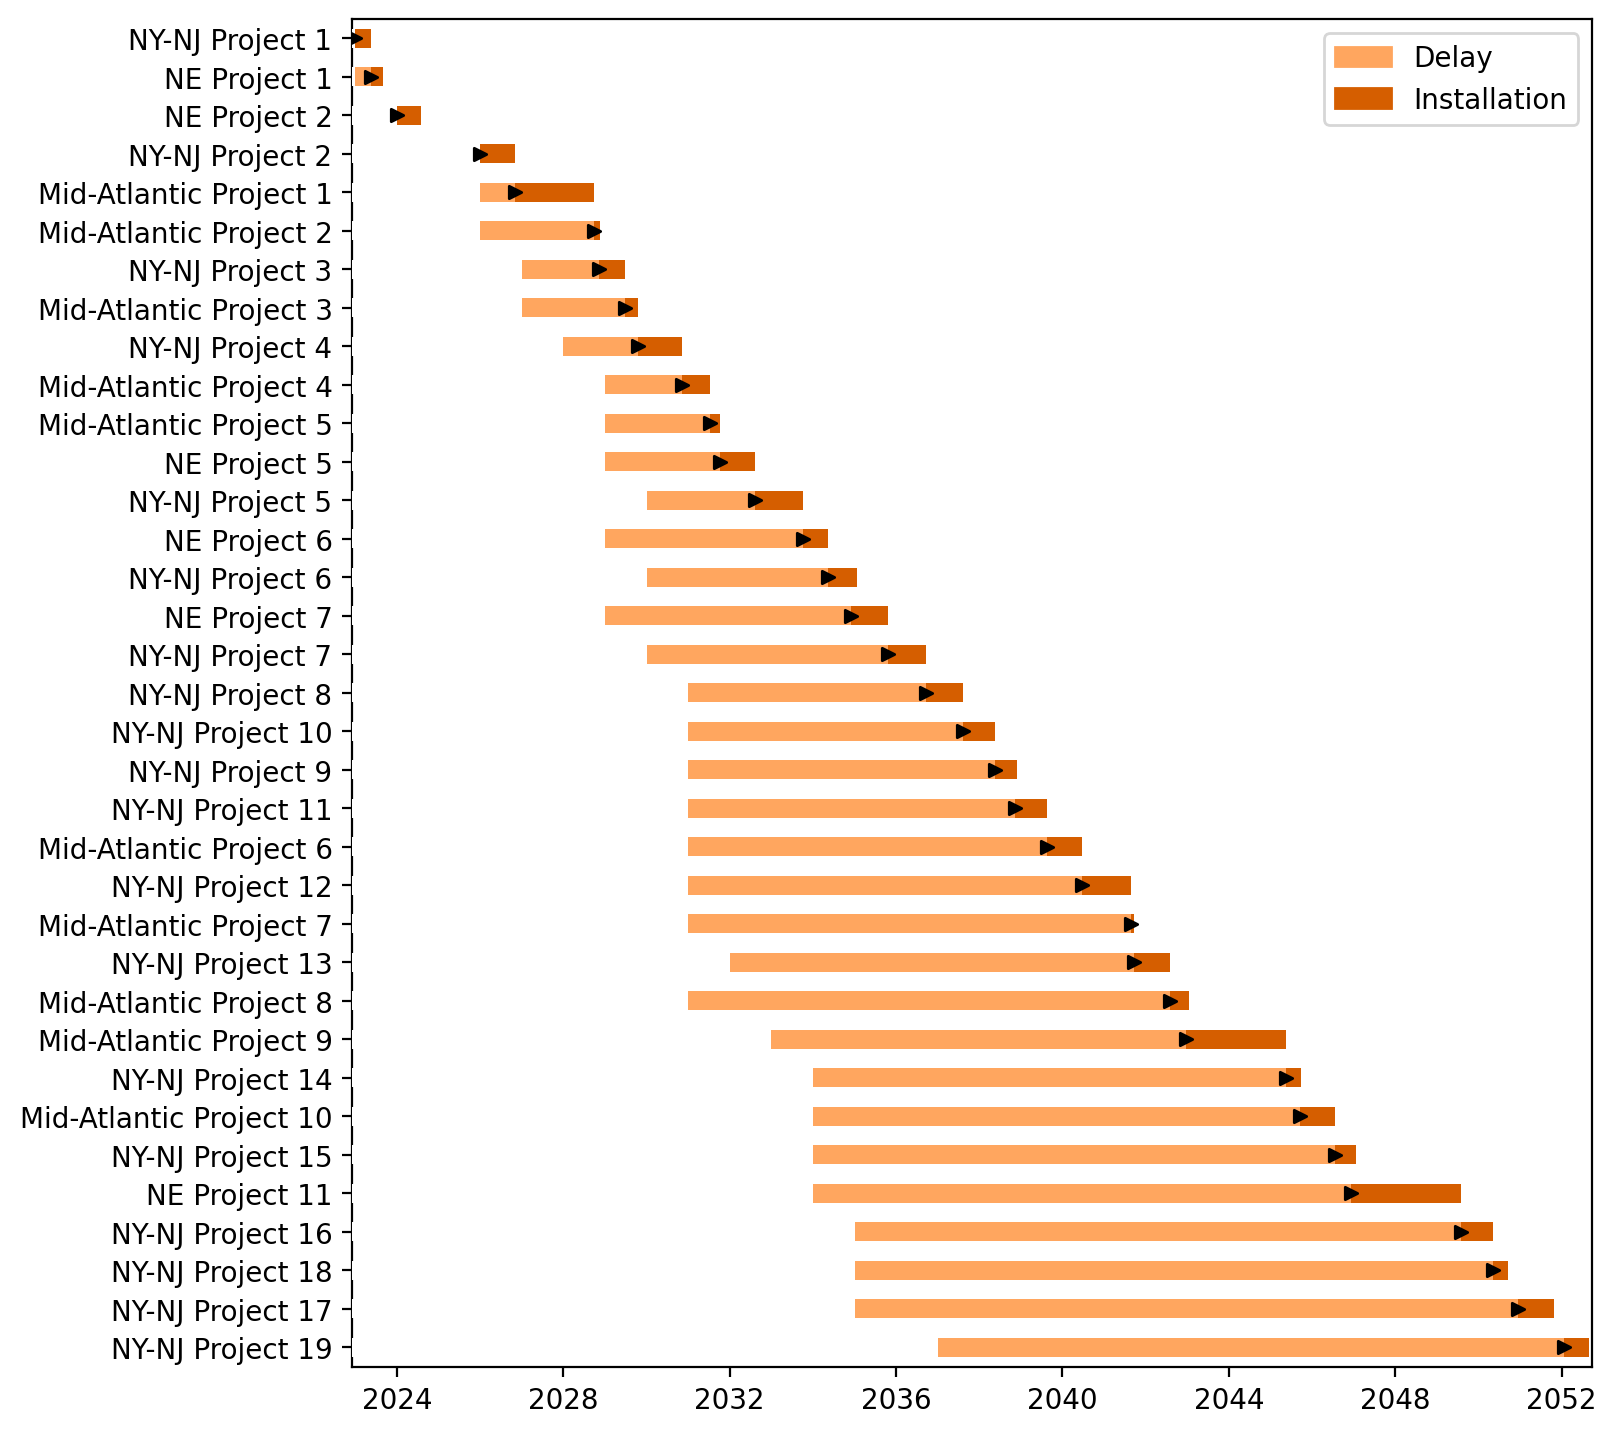 NY-NJ Project 1
NE Project 1
NE Project 2
NY-NJ Project 2
Mid-Atlantic Project 1
Mid-Atlantic Project 2
NY-NJ Project 3
Mid-Atlantic Project 3
NY-NJ Project 4
Mid-Atlantic Project 4
Mid-Atlantic Project 5
NE Project 5
NY-NJ Project 5
NE Project 6
NY-NJ Project 6
NE Project 7
NY-NJ Project 7
NY-NJ Project 8
NY-NJ Project 10
NY-NJ Project 9
NY-NJ Project 11
Mid-Atlantic Project 6
NY-NJ Project 12
Mid-Atlantic Project 7
NY-NJ Project 13
Mid-Atlantic Project 8
Mid-Atlantic Project 9
NY-NJ Project 14
Mid-Atlantic Project 10
NY-NJ Project 15
NE Project 11
NY-NJ Project 16
NY-NJ Project 18
NY-NJ Project 17
NY-NJ Project 19
Delay
Installation
2024 2028 2032 2036 2040 2044 2048 2052